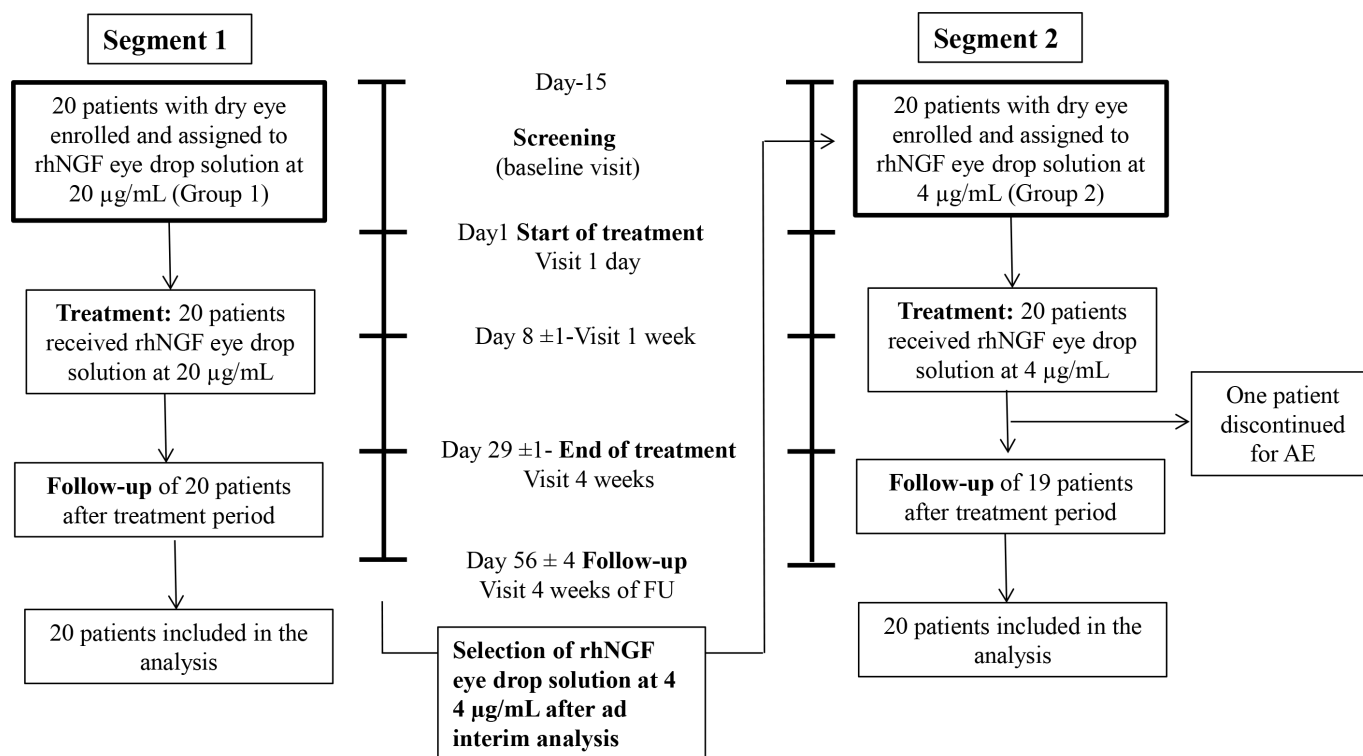 Segment 1
20 patients with dry eye
enrolled and assigned to
rhNGF eye drop solution at
20 µg/mL (Group 1)
Treatment: 20 patients
received rhNGF eye drop
solution at 20 µg/mL
Follow-up of 20 patients
after treatment period
20 patients included in the
analysis
Day-15
Screening
(baseline visit)
Day1 Start of treatment
Visit 1 day
Day 8 ±1-Visit 1 week
Day 29 ±1- End of treatment
Visit 4 weeks
Day 56 ± 4 Follow-up
Visit 4 weeks of FU
Selection of rhNGF
eye drop solution at 4
4 µg/mL after ad
interim analysis
Segment 2
20 patients with dry eye
enrolled and assigned to
rhNGF eye drop solution at
4 µg/mL (Group 2)
Treatment: 20 patients
received rhNGF eye drop
solution at 4 µg/mL
One patient
discontinued
for AE
Follow-up of 19 patients
after treatment period
20 patients included in the
analysis